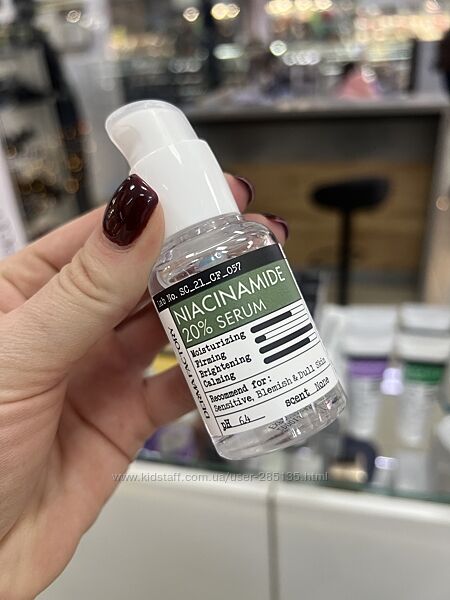 Lab No. SC_21_CF_057
NIACINAMIDE
20% SERUM
Moisturizing
Firming
Brightening
Calming
Recommend for:
Sensitive, Blemish & Dull Skin
pH 6.4
scent None
DERMA FACTORY
www.kidstaff.com.ua/user-285135.html